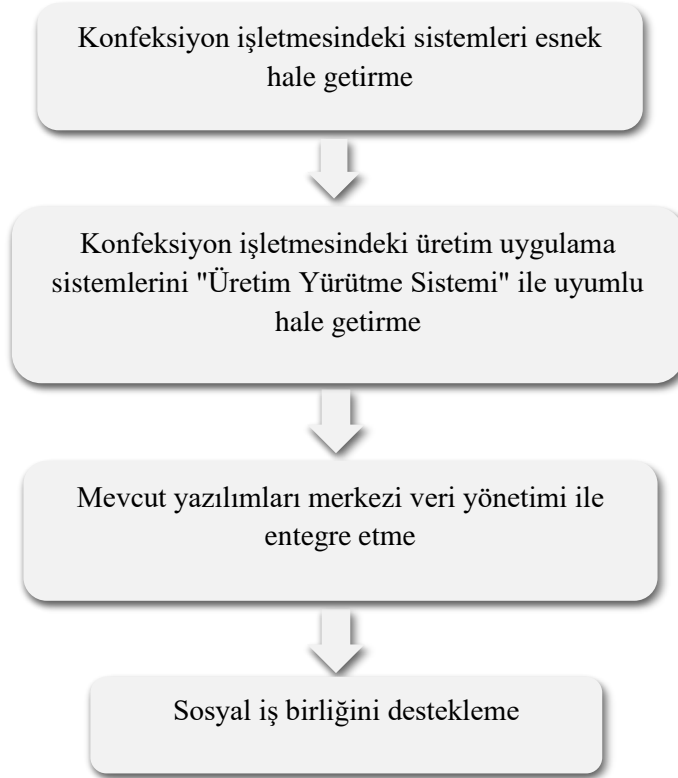 Konfeksiyon işletmesindeki sistemleri esnek
hale getirme
Konfeksiyon işletmesindeki üretim uygulama
sistemlerini "Üretim Yürütme Sistemi" ile uyumlu
hale getirme
Mevcut yazılımları merkezi veri yönetimi ile
entegre etme
Sosyal iş birliğini destekleme